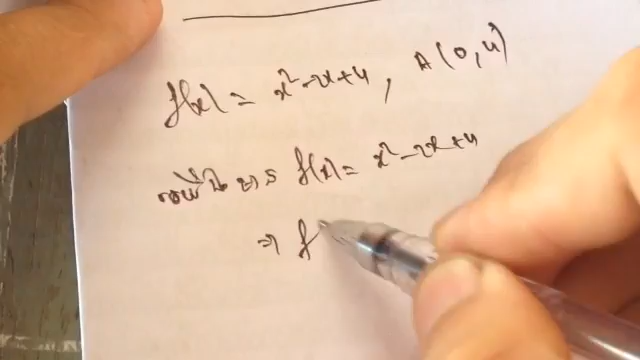 f(x) = x² - 2x + 4 , A(0,4)
f(x) = x² - 2x + 4
⇒ f'